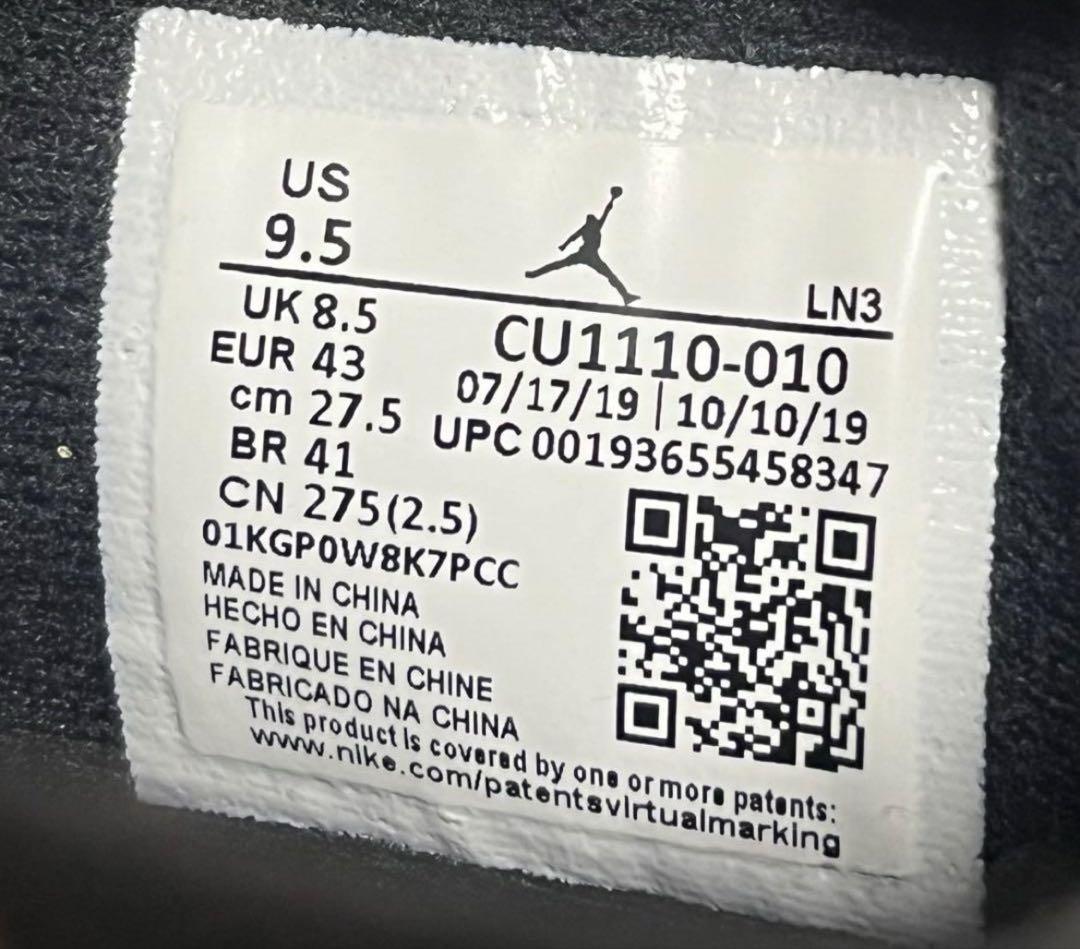 US
9.5
LN3
UK 8.5
EUR 43
cm 27.5
BR 41
CN 275(2.5)
CU1110-010
07/17/19 | 10/10/19
UPC 00193655458347
01KGP0W8K7PCC
MADE IN CHINA
HECHO EN CHINA
FABRIQUE EN CHINE
FABRICADO NA CHINA
This product is covered by one or more patents:
www.nike.com/patentsvirtualmarking